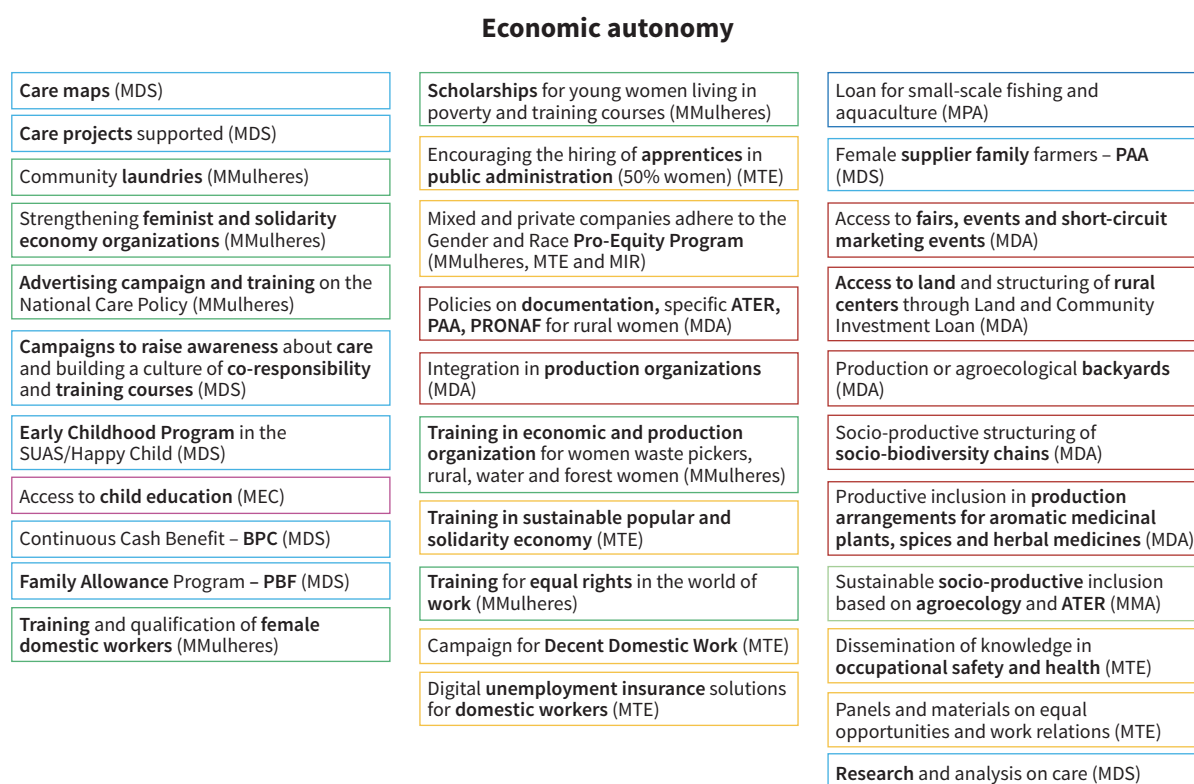 Economic autonomy
Care maps (MDS)
Care projects supported (MDS)
Community laundries (MMulheres)
Strengthening feminist and solidarity
economy organizations (MMulheres)
Advertising campaign and training on the
National Care Policy (MMulheres)
Campaigns to raise awareness about care
and building a culture of co-responsibility
and training courses (MDS)
Early Childhood Program in the
SUAS/Happy Child (MDS)
Access to child education (MEC)
Continuous Cash Benefit – BPC (MDS)
Family Allowance Program – PBF (MDS)
Training and qualification of female
domestic workers (MMulheres)
Scholarships for young women living in
poverty and training courses (MMulheres)
Encouraging the hiring of apprentices in
public administration (50% women) (MTE)
Mixed and private companies adhere to the
Gender and Race Pro-Equity Program
(MMulheres, MTE and MIR)
Policies on documentation, specific ATER,
PAA, PRONAF for rural women (MDA)
Integration in production organizations
(MDA)
Training in economic and production
organization for women waste pickers,
rural, water and forest women (MMulheres)
Training in sustainable popular and
solidarity economy (MTE)
Training for equal rights in the world of
work (MMulheres)
Campaign for Decent Domestic Work (MTE)
Digital unemployment insurance solutions
for domestic workers (MTE)
Loan for small-scale fishing and
aquaculture (MPA)
Female supplier family farmers – PAA
(MDS)
Access to fairs, events and short-circuit
marketing events (MDA)
Access to land and structuring of rural
centers through Land and Community
Investment Loan (MDA)
Production or agroecological backyards
(MDA)
Socio-productive structuring of
socio-biodiversity chains (MDA)
Productive inclusion in production
arrangements for aromatic medicinal
plants, spices and herbal medicines (MDA)
Sustainable socio-productive inclusion
based on agroecology and ATER (MMA)
Dissemination of knowledge in
occupational safety and health (MTE)
Panels and materials on equal
opportunities and work relations (MTE)
Research and analysis on care (MDS)